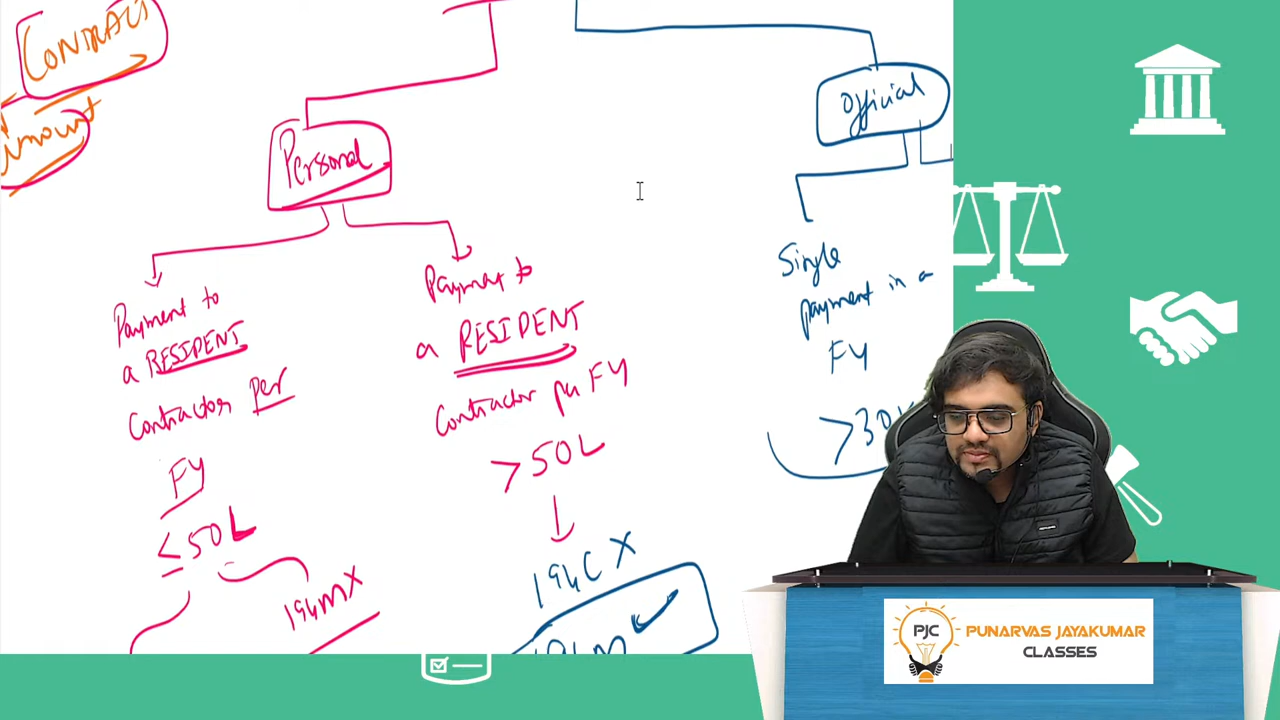 CONTRACT
amount
Personal
Official
Payment to
a RESIDENT
Contractor Per
FY
≤50L
194MX
Payment to
a RESIDENT
Contractor per FY
>50L
194C X
194M
Single
payment in a
FY
>30
PJC
PUNARVAS JAYAKUMAR
CLASSES